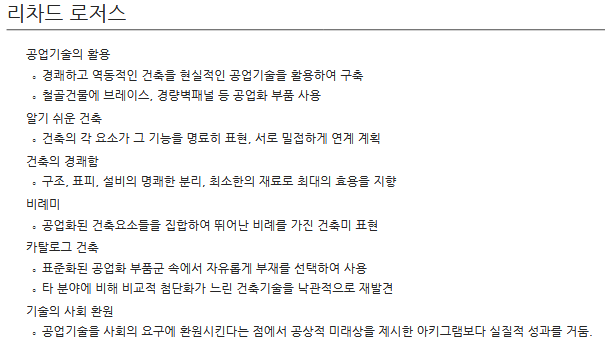 리차드 로저스
공업기술의 활용
◦ 경쾌하고 역동적인 건축을 현실적인 공업기술을 활용하여 구축
◦ 철골건물에 브레이스, 경량벽패널 등 공업화 부품 사용
알기 쉬운 건축
◦ 건축의 각 요소가 그 기능을 명료히 표현, 서로 밀접하게 연계 계획
건축의 경쾌함
◦ 구조, 표피, 설비의 명쾌한 분리, 최소한의 재료로 최대의 효용을 지향
비례미
◦ 공업화된 건축요소들을 집합하여 뛰어난 비례를 가진 건축미 표현
카탈로그 건축
◦ 표준화된 공업화 부품군 속에서 자유롭게 부재를 선택하여 사용
◦ 타 분야에 비해 비교적 첨단화가 느린 건축기술을 낙관적으로 재발견
기술의 사회 환원
◦ 공업기술을 사회의 요구에 환원시킨다는 점에서 공상적 미래상을 제시한 아키그램보다 실질적 성과를 거둠.